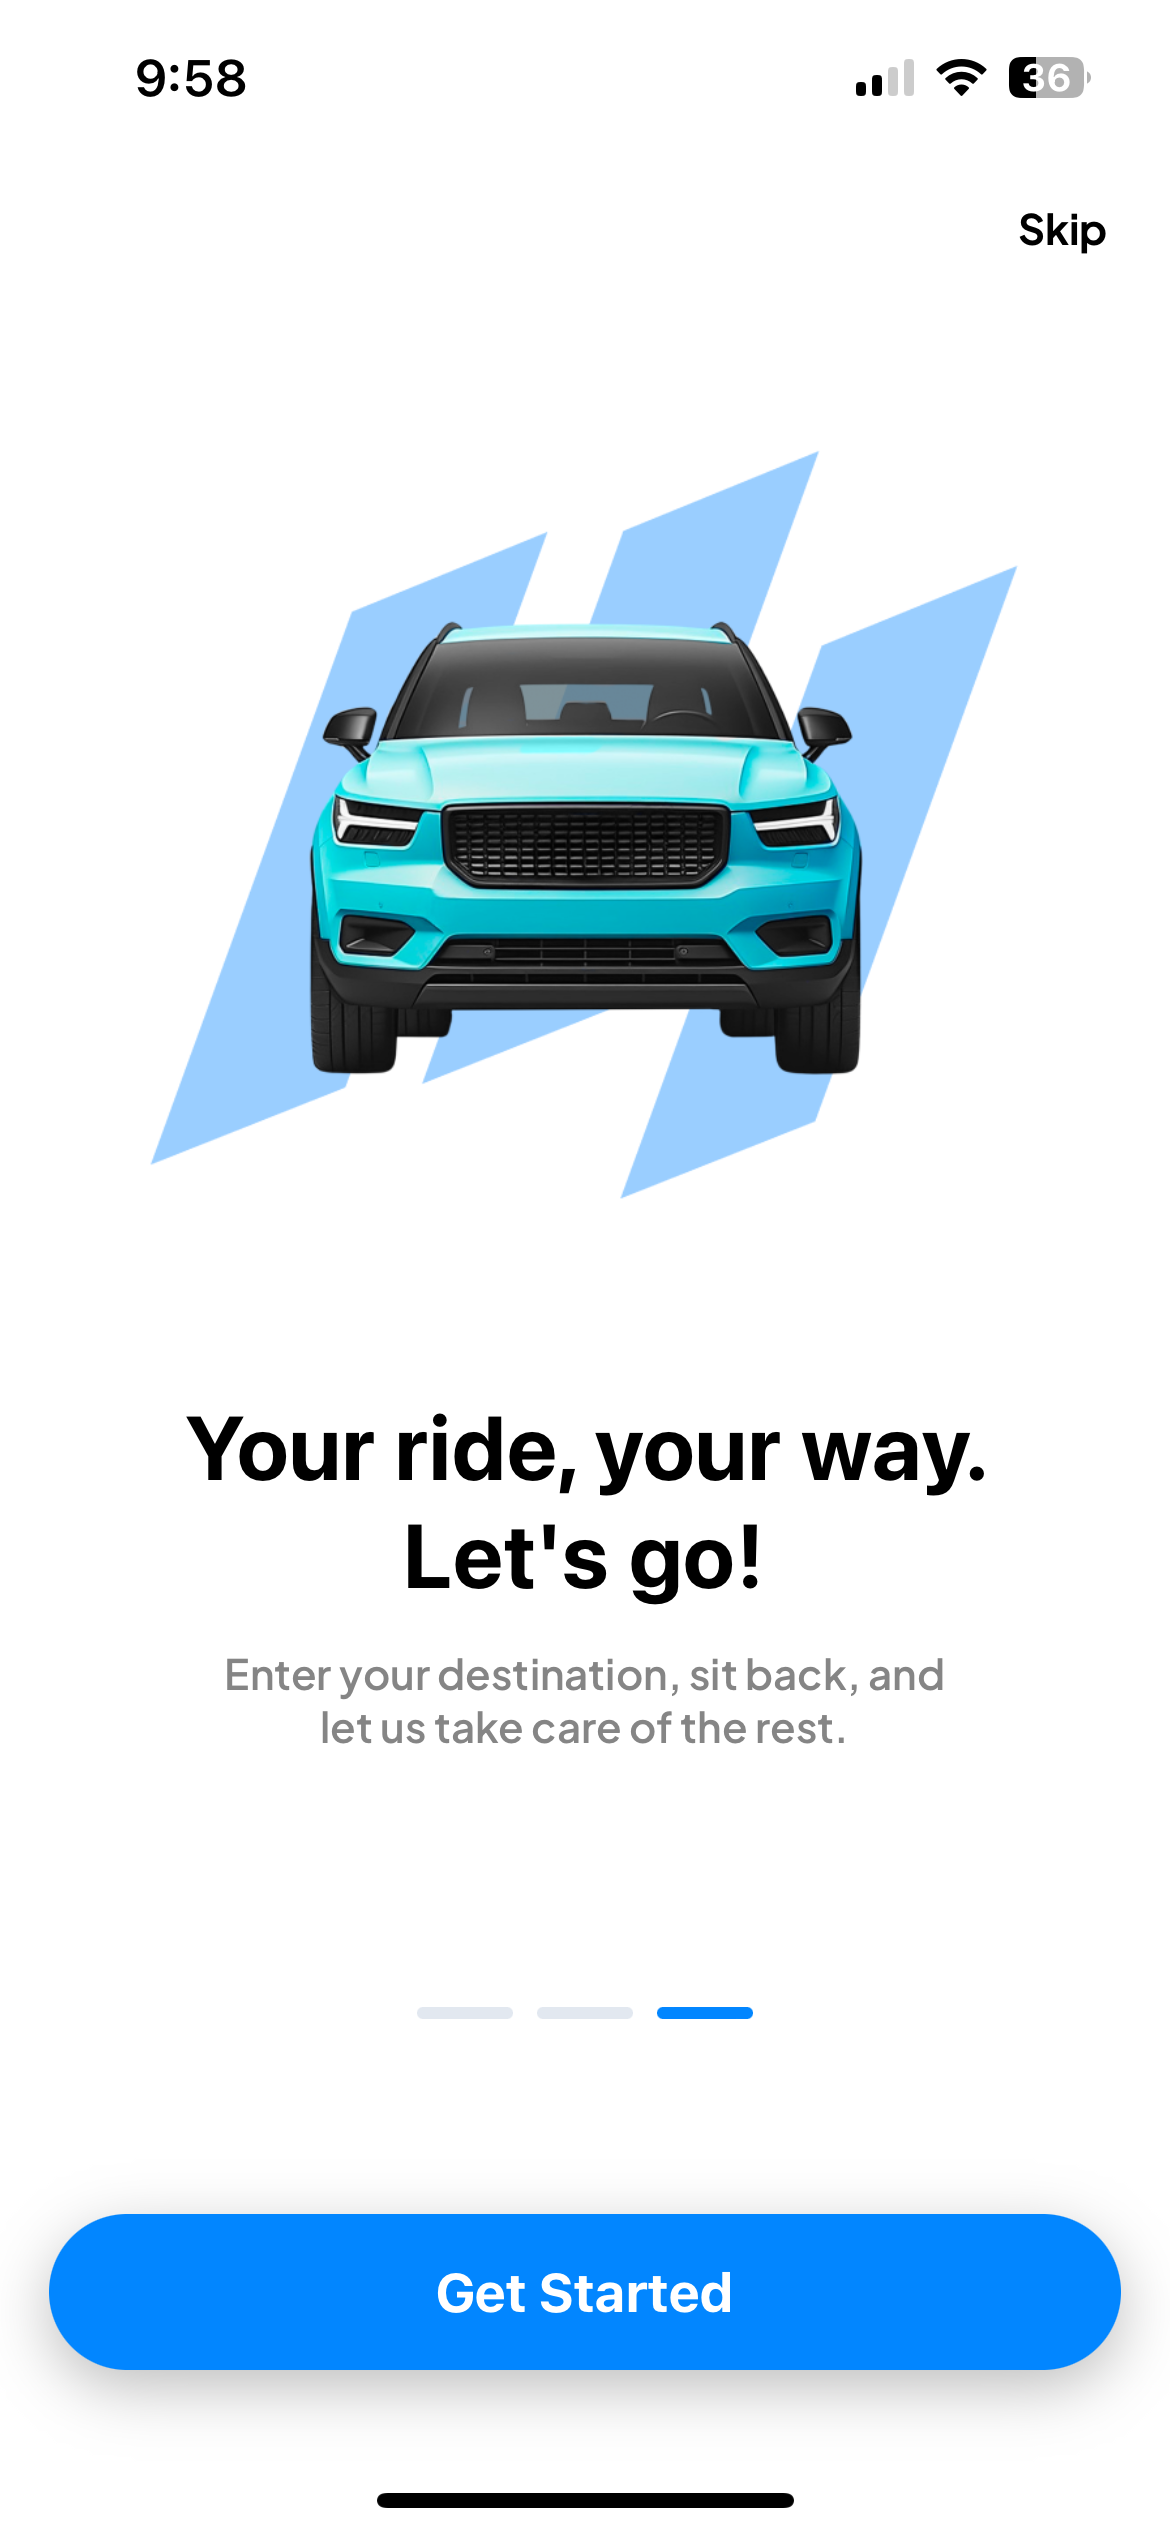 9:58
36
Skip
Your ride, your way.
Let's go!
Enter your destination, sit back, and
let us take care of the rest.
Get Started